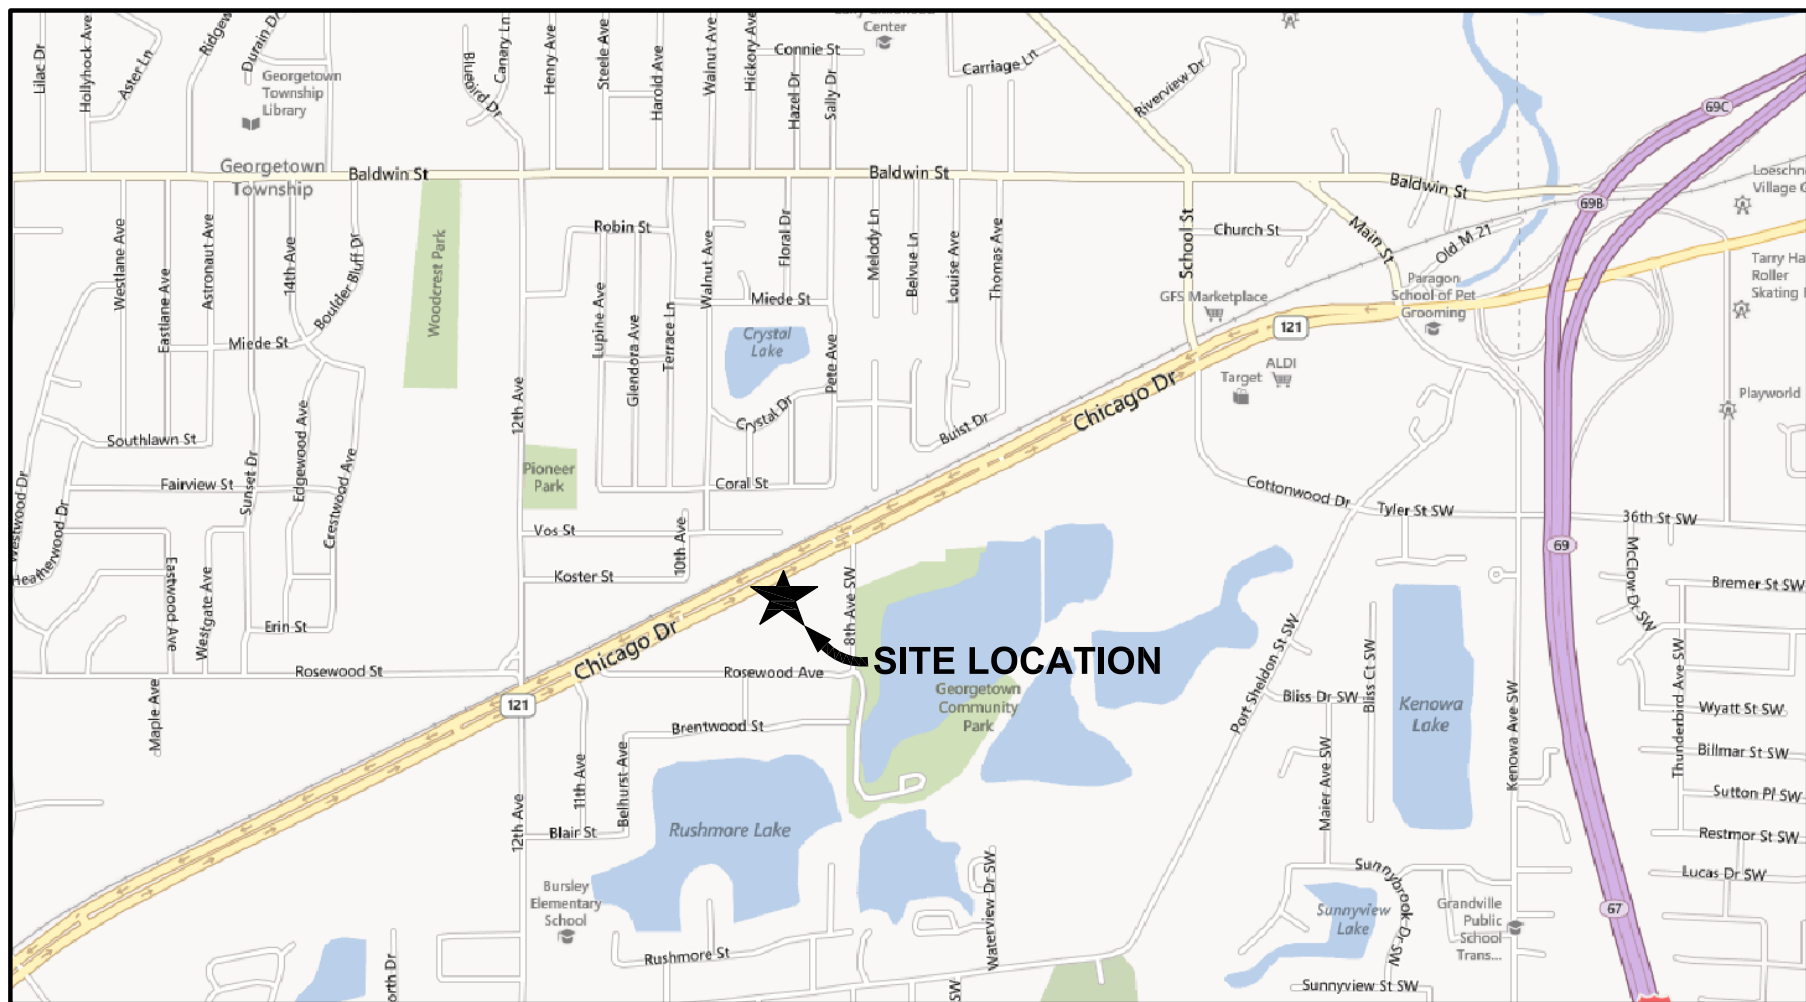 Lilac Dr
Hollyhock Ave
Aster Ln
Durain Dr
Georgetown
Township
Library
Bluebird Dr
Canary Ln
Henry Ave
Steele Ave
Harold Ave
Walnut Ave
Hickory Ave
Connie St
Hazel Dr
Sally Dr
Center
Carriage Ln
Riverview Dr
69C
Georgetown
Township
Baldwin St
Baldwin St
Baldwin St
69B
Village
Westlane Ave
Eastlane Ave
Astronaut Ave
14th Ave
Boulder Bluff Dr
Miede St
Woodcrest Park
12th Ave
Robin St
Lupine Ave
Glendora Ave
Terrace Ln
Walnut Ave
Floral Dr
Miede St
Crystal
Lake
Crystal Dr
Pete Ave
Melody Ln
Belvue Ln
Louise Ave
Thomas Ave
Buist Dr
School St
Church St
Main St
Old M 21
GFS Marketplace
Paragon
School of Pet
Grooming
121
Target
ALDI
Chicago Dr
Roller
Skating
Playworld
Southlawn St
Fairview St
Sunset Dr
Edgewood Ave
Crestwood Ave
Westwood Dr
Heatherwood Dr
Pioneer
Park
Coral St
Vos St
10th Ave
Koster St
Cottonwood Dr
Tyler St SW
36th St SW
69
McClow Dr SW
Bremer St SW
Eastwood Ave
Westgate Ave
Erin St
Rosewood St
Maple Ave
Chicago Dr
121
8th Ave SW
Rosewood Ave
SITE LOCATION
Georgetown
Community
Park
Brentwood St
11th Ave
Bellhurst Ave
12th Ave
Blair St
Rushmore Lake
Port Sheldon St SW
Bliss Dr SW
Bliss Ct SW
Maier Ave SW
Kenowa
Lake
Kenowa Ave SW
Thunderbird Ave SW
Wyatt St SW
Billmar St SW
Sutton Pl SW
Restmor St SW
Lucas Dr SW
67
Bursley
Elementary
School
Rushmore St
Waterview Dr SW
SW
Sunnybrook Dr SW
Sunnyview
Lake
Grandville
Public
School
Trans...
Sunnyview St SW